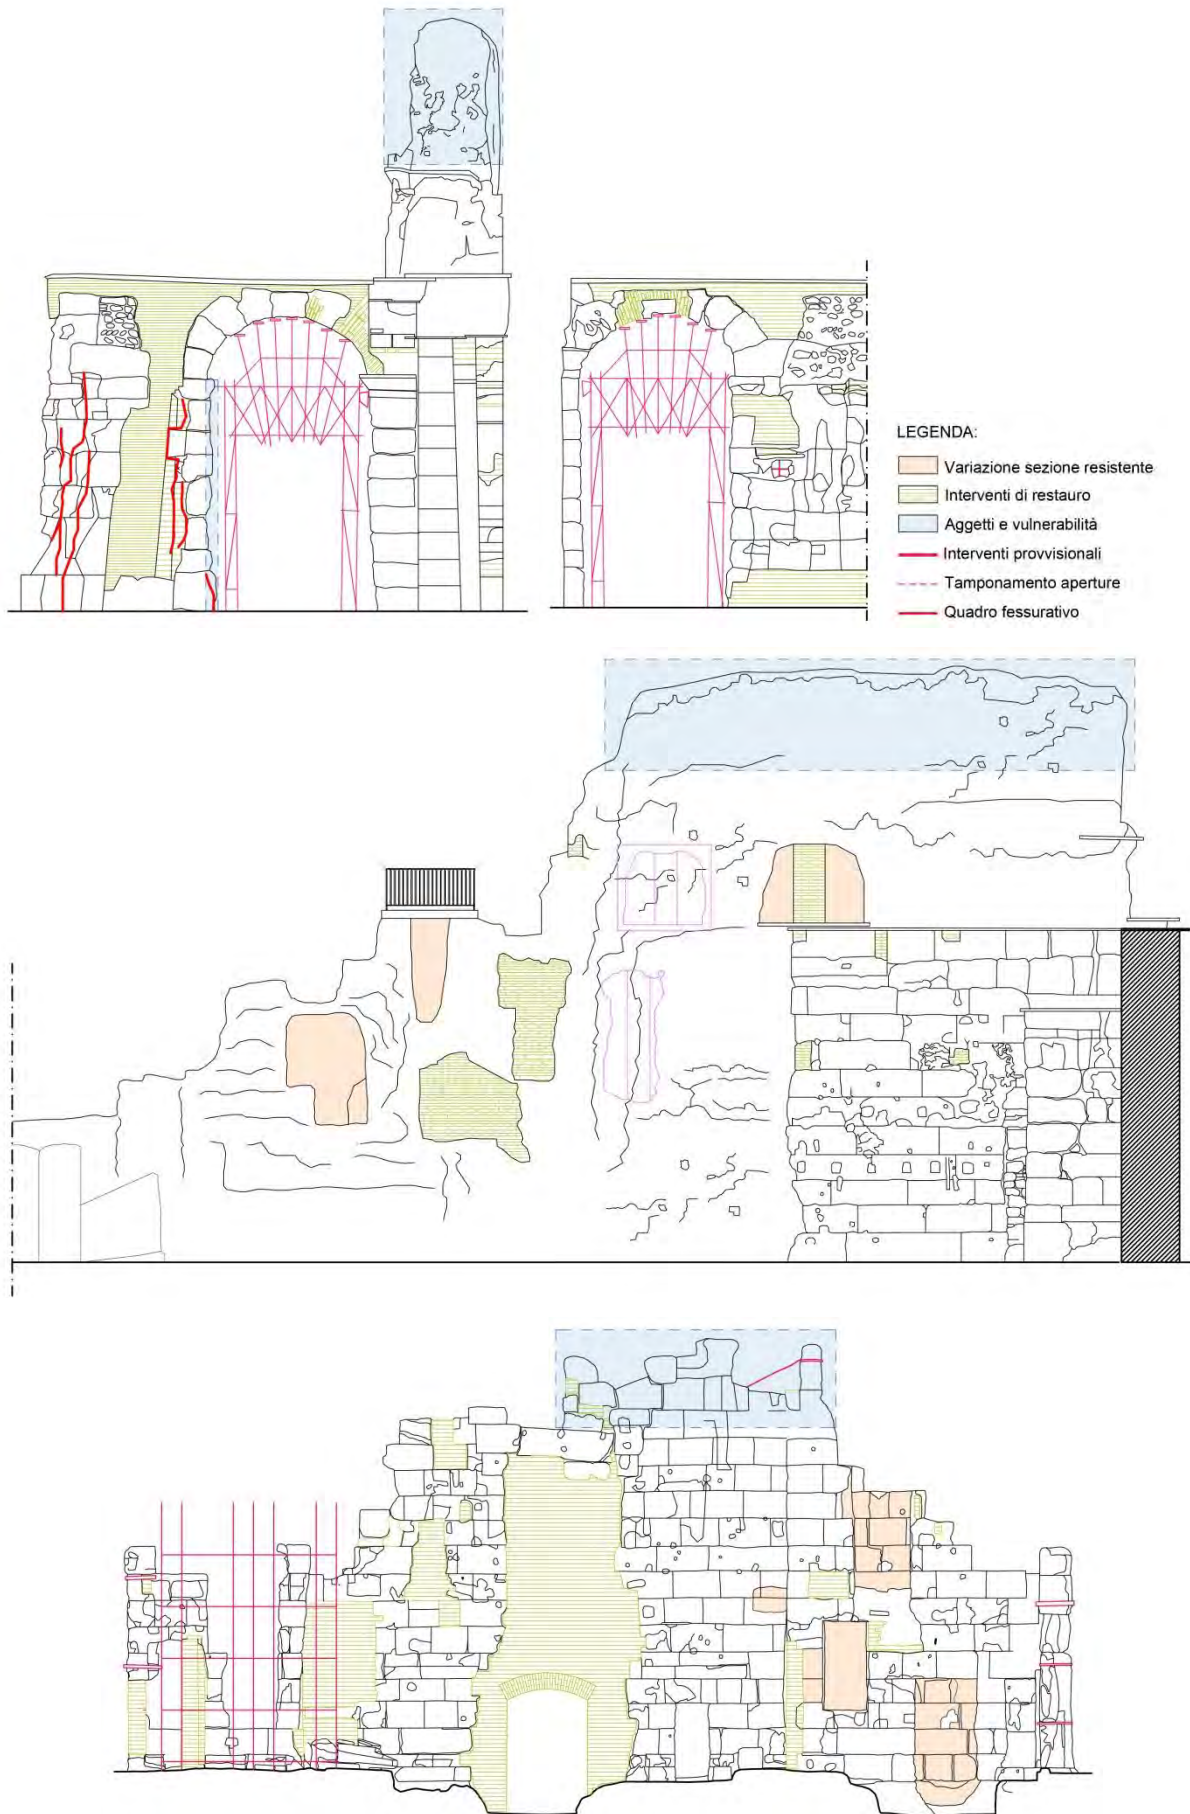 LEGENDA:
Variazione sezione resistente
Interventi di restauro
Aggetti e vulnerabilità
Interventi provvisionali
Tamponamento aperture
Quadro fessurativo